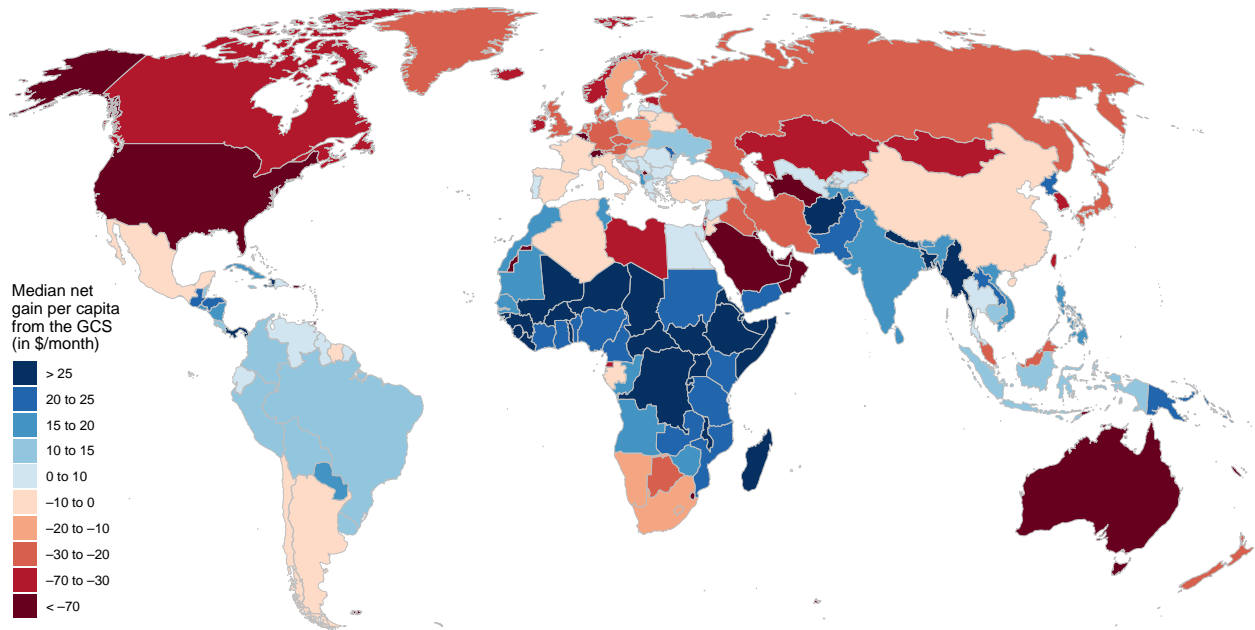 Median net
gain per capita
from the GCS
(in $/month)
> 25
20 to 25
15 to 20
10 to 15
0 to 10
–10 to 0
–20 to –10
–30 to –20
–70 to –30
< –70